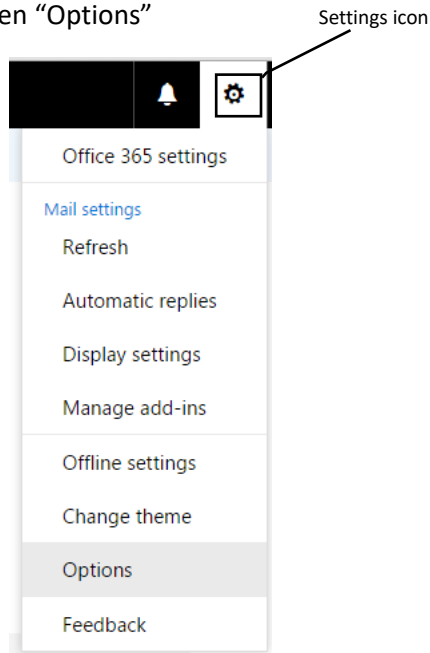 en “Options”
Settings icon
Office 365 settings
Mail settings
Refresh
Automatic replies
Display settings
Manage add-ins
Offline settings
Change theme
Options
Feedback